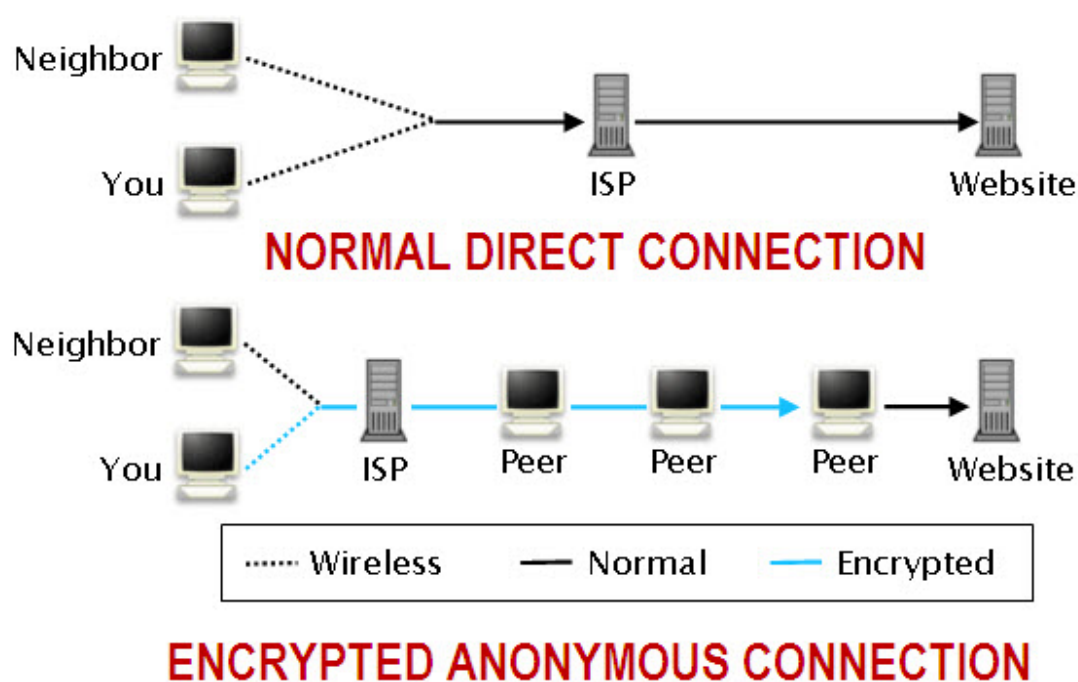 Neighbor
You
ISP
Website
NORMAL DIRECT CONNECTION
Neighbor
You
ISP
Peer
Peer
Peer
Website
Wireless
Normal
Encrypted
ENCRYPTED ANONYMOUS CONNECTION